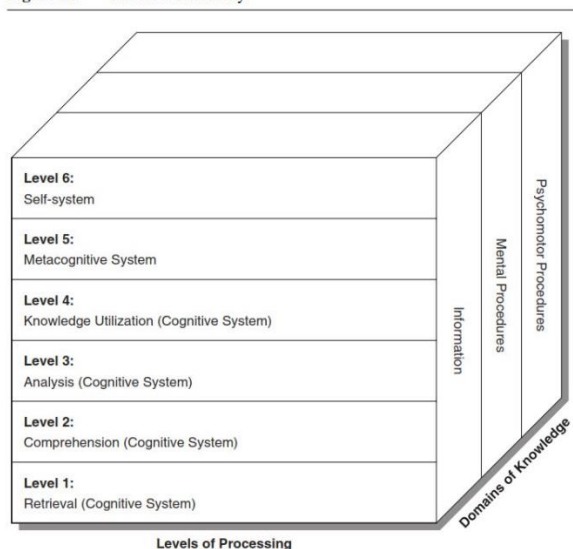 Level 6:
Self-system
Level 5:
Metacognitive System
Level 4:
Knowledge Utilization (Cognitive System)
Level 3:
Analysis (Cognitive System)
Level 2:
Comprehension (Cognitive System)
Level 1:
Retrieval (Cognitive System)
Information
Mental Procedures
Psychomotor Procedures
Domains of Knowledge
Levels of Processing